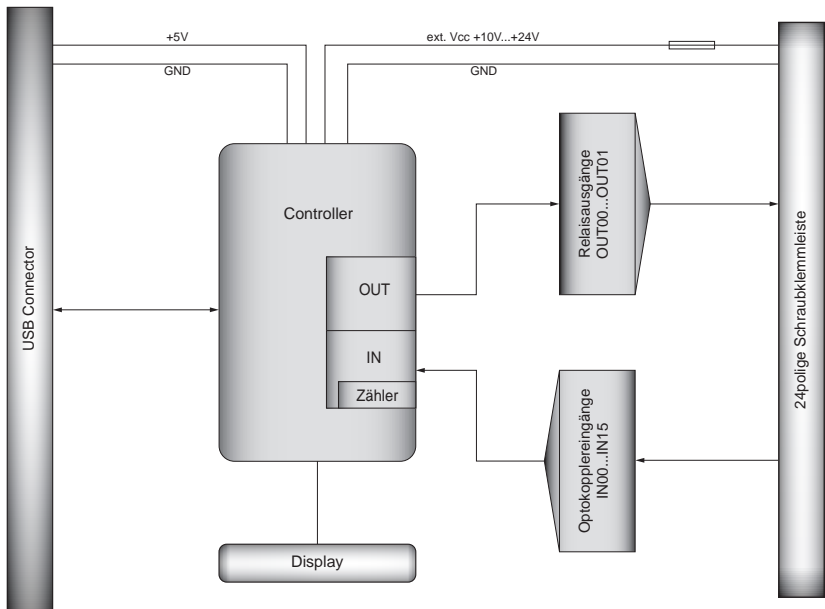 +5V
ext. Vcc +10V...+24V
GND
GND
USB Connector
Controller
OUT
IN
Zähler
Display
Relaisausgänge
OUT00...OUT01
Optokopplereingänge
IN00...IN15
24polige Schraubklemmleiste